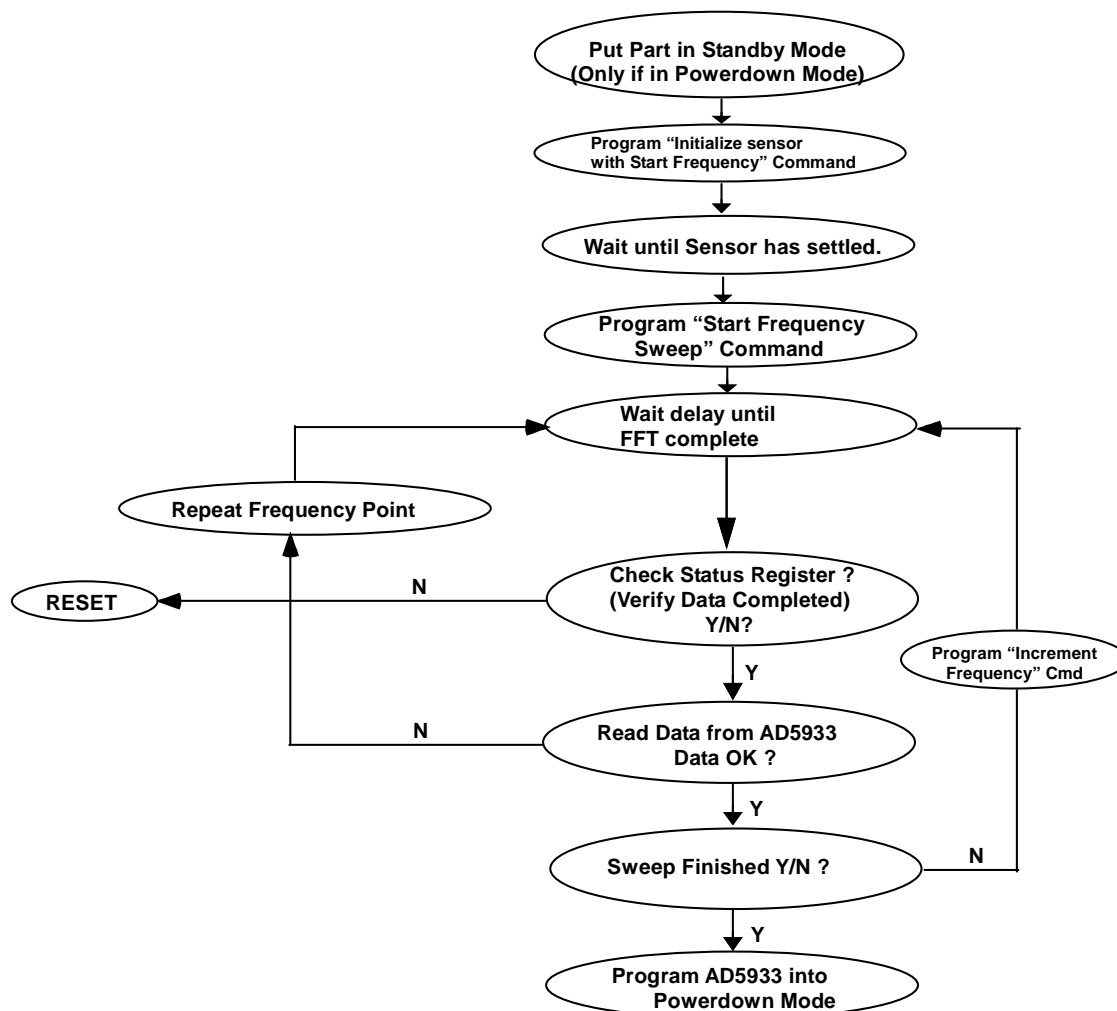 Put Part in Standby Mode
(Only if in Powerdown Mode)
Program “Initialize sensor
with Start Frequency” Command
Wait until Sensor has settled.
Program “Start Frequency
Sweep” Command
Wait delay until
FFT complete
Repeat Frequency Point
Check Status Register ?
(Verify Data Completed)
Y/N?
N
RESET
Program “Increment
Frequency” Cmd
Y
Read Data from AD5933
Data OK ?
N
Y
Sweep Finished Y/N ?
N
Y
Program AD5933 into
Powerdown Mode